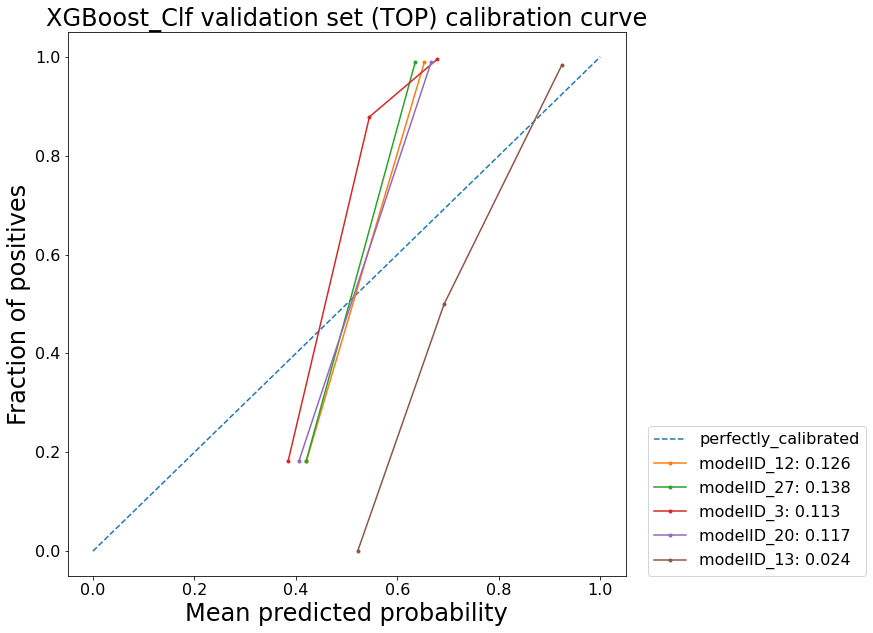 XGBoost_Clf validation set (TOP) calibration curve
Fraction of positives
1.0
0.8
0.6
0.4
0.2
0.0
0.0 0.2 0.4 0.6 0.8 1.0
Mean predicted probability
perfectly_calibrated
modelID_12: 0.126
modelID_27: 0.138
modelID_3: 0.113
modelID_20: 0.117
modelID_13: 0.024